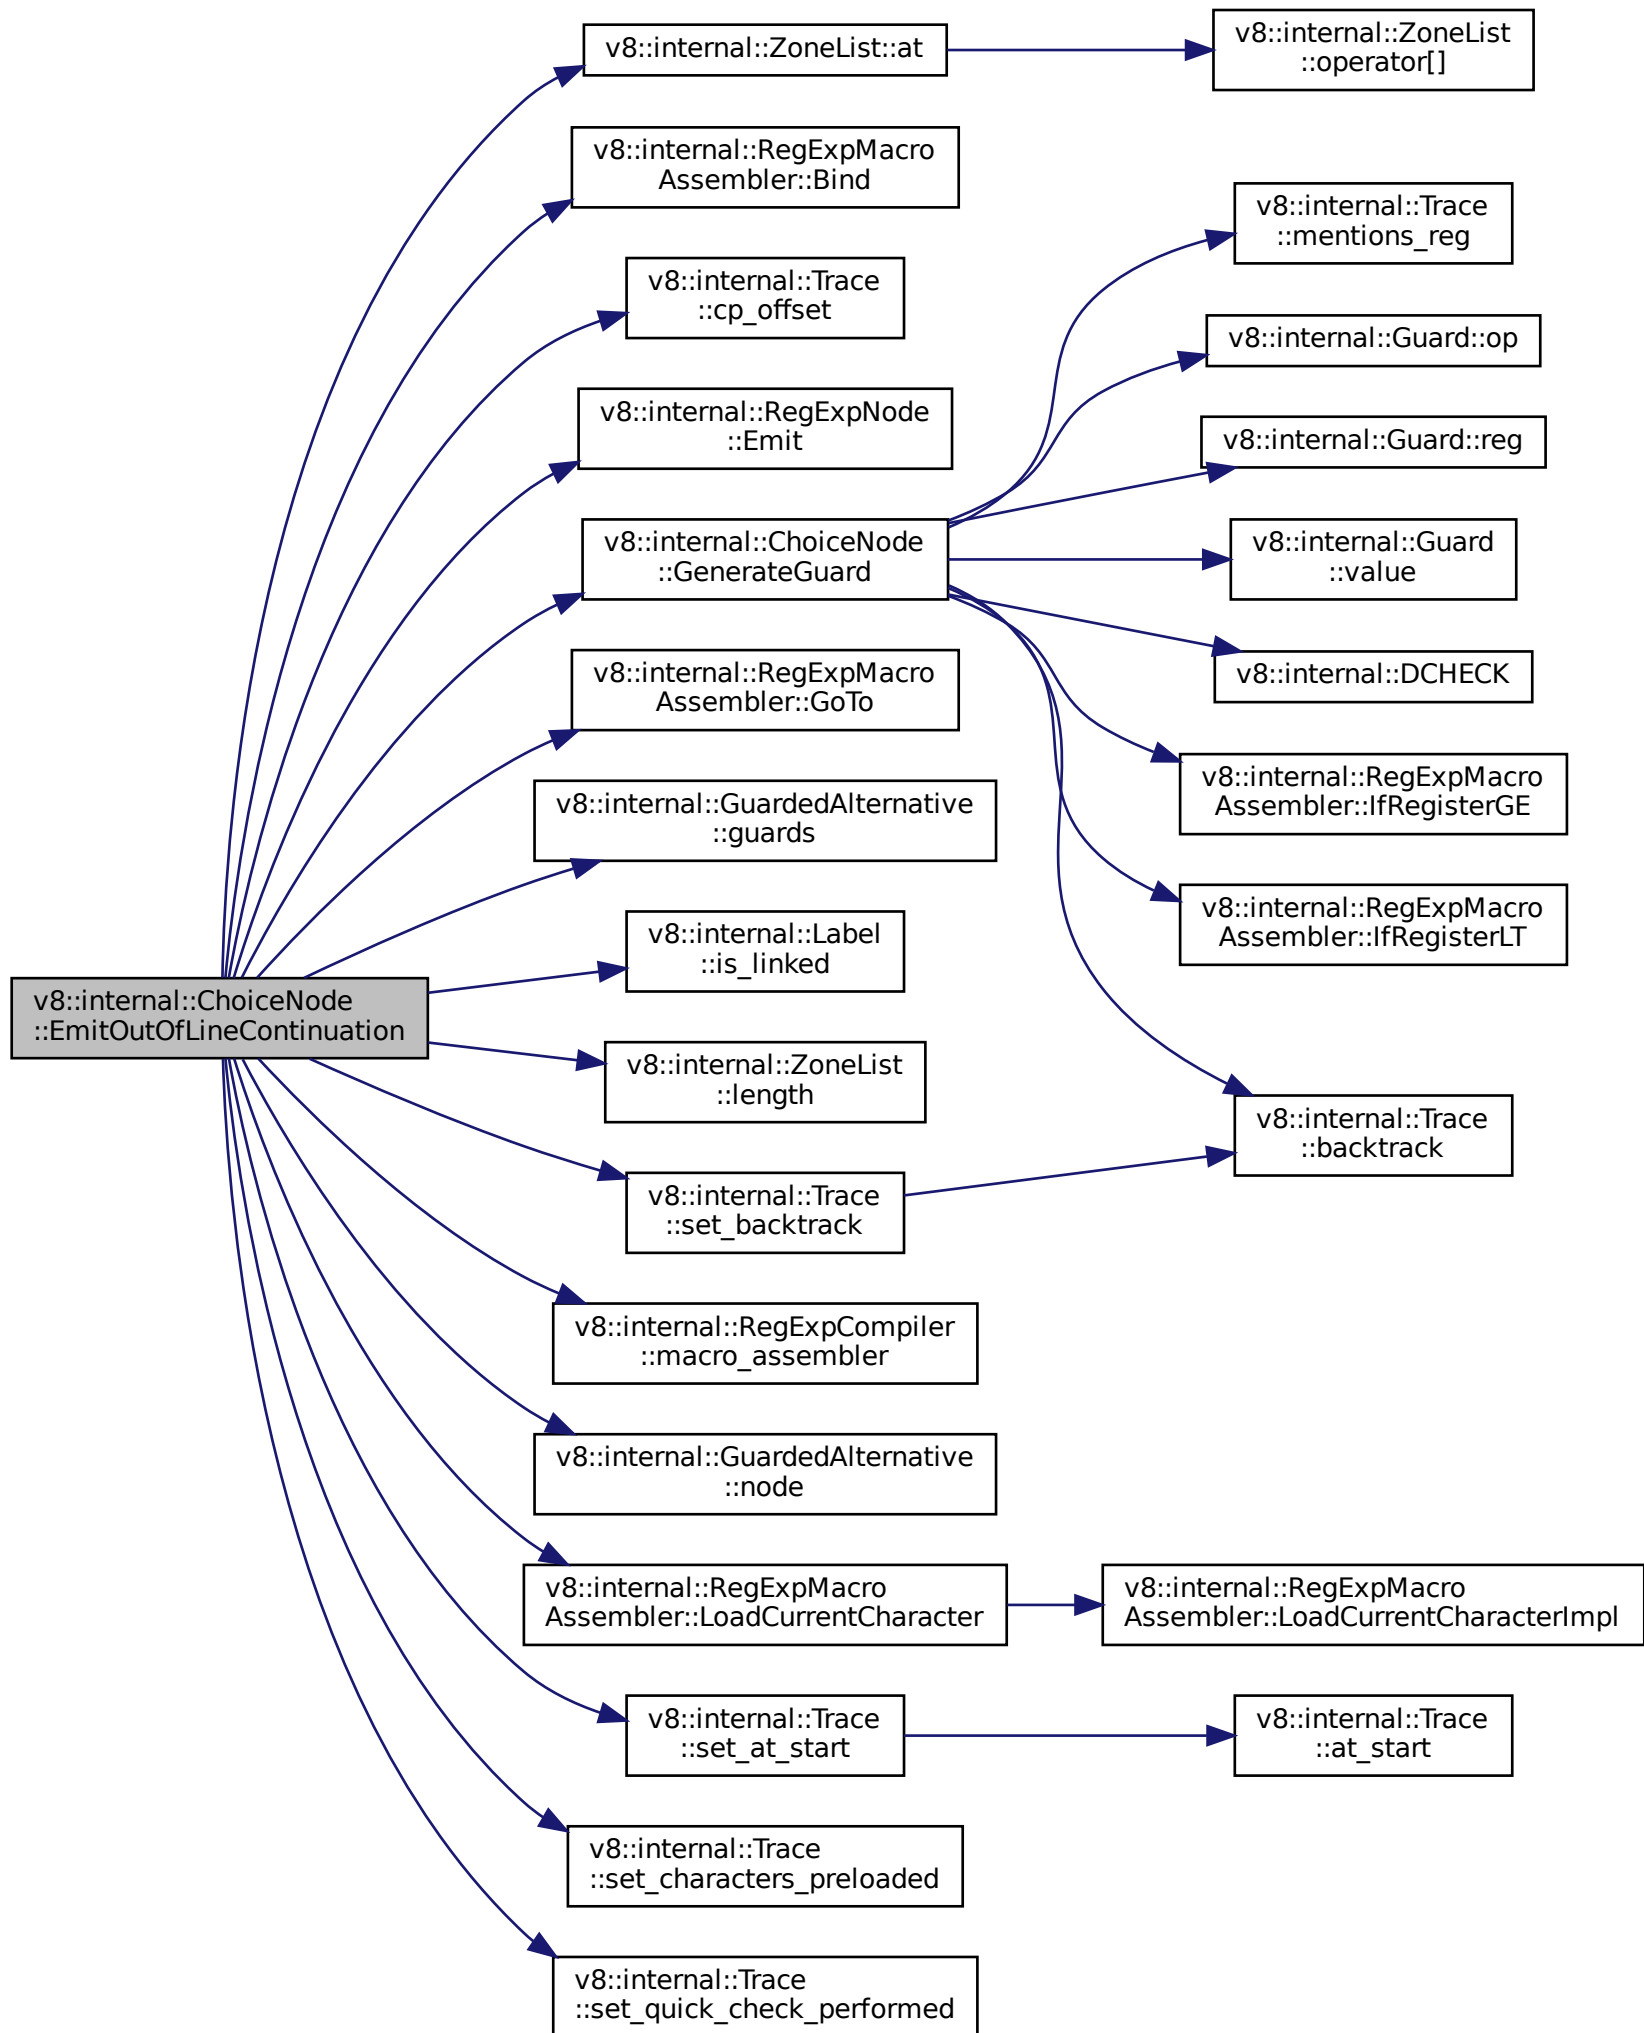 v8::internal::ZoneList::at
v8::internal::ZoneList
::operator[]
v8::internal::RegExpMacro
Assembler::Bind
v8::internal::Trace
::mentions_reg
v8::internal::Trace
::cp_offset
v8::internal::Guard::op
v8::internal::RegExpNode
::Emit
v8::internal::Guard::reg
v8::internal::ChoiceNode
::GenerateGuard
v8::internal::Guard
::value
v8::internal::RegExpMacro
Assembler::GoTo
v8::internal::DCHECK
v8::internal::GuardedAlternative
::guards
v8::internal::RegExpMacro
Assembler::IfRegisterGE
v8::internal::Label
::is_linked
v8::internal::RegExpMacro
Assembler::IfRegisterLT
v8::internal::ChoiceNode
::EmitOutOfLineContinuation
v8::internal::ZoneList
::length
v8::internal::Trace
::backtrack
v8::internal::Trace
::set_backtrack
v8::internal::RegExpCompiler
::macro_assembler
v8::internal::GuardedAlternative
::node
v8::internal::RegExpMacro
Assembler::LoadCurrentCharacter
v8::internal::RegExpMacro
Assembler::LoadCurrentCharacterImpl
v8::internal::Trace
::set_at_start
v8::internal::Trace
::at_start
v8::internal::Trace
::set_characters_preloaded
v8::internal::Trace
::set_quick_check_performed